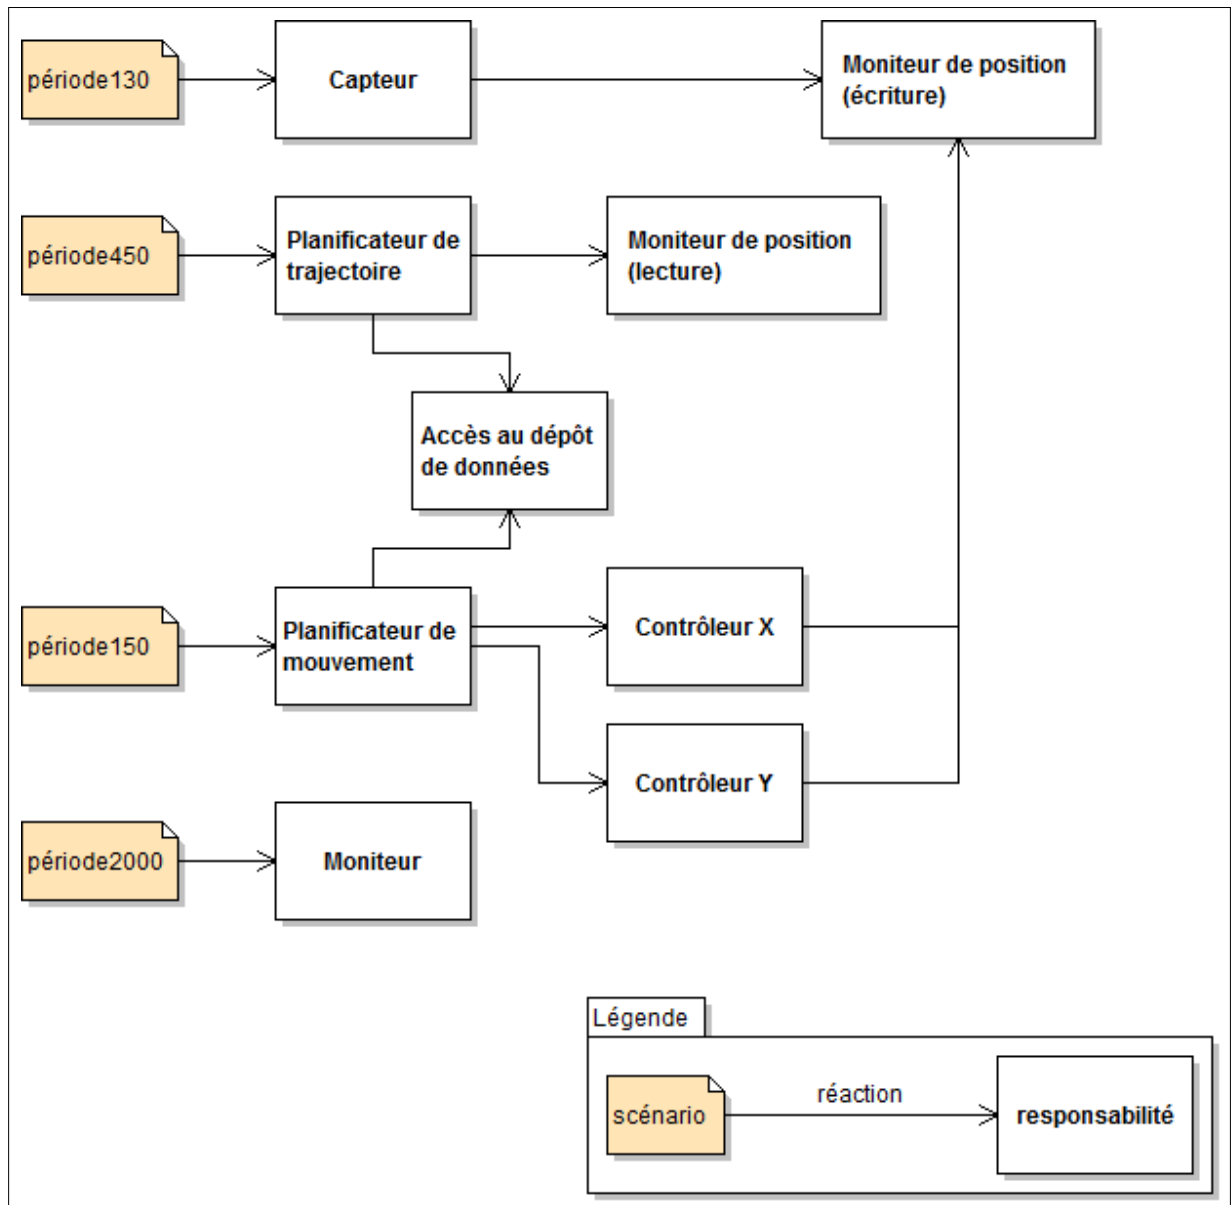 période130
Capteur
Moniteur de position
(écriture)
période450
Planificateur de
trajectoire
Moniteur de position
(lecture)
Accès au dépôt
de données
période150
Planificateur de
mouvement
Contrôleur X
Contrôleur Y
période2000
Moniteur
Légende
scénario
réaction
responsabilité